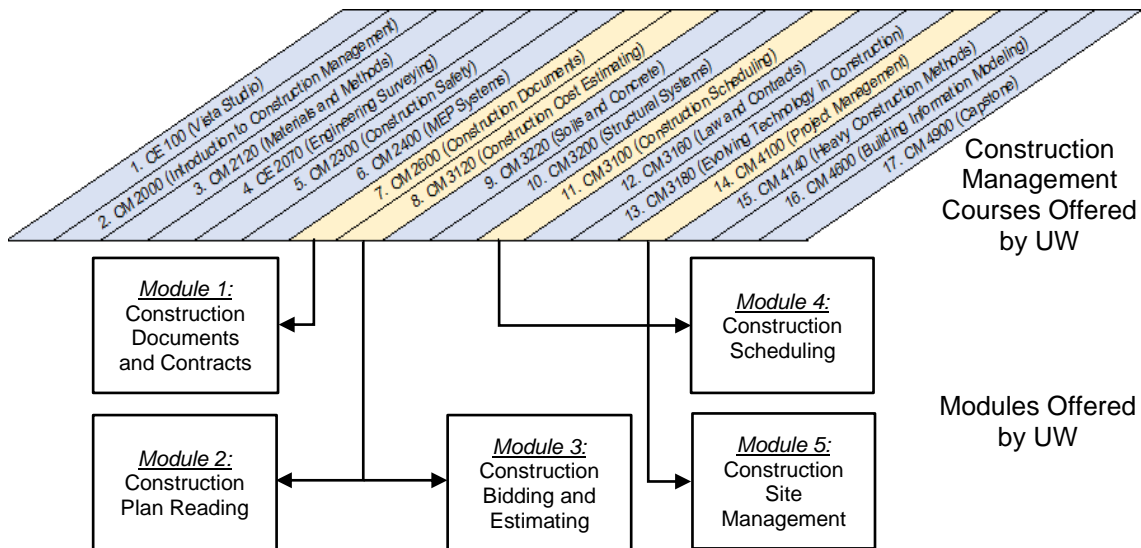 1. CE 100 (Vista Studio)
2. CM 2000 (Introduction to Construction Management)
3. CM 2120 (Materials and Methods)
4. CE 2070 (Engineering Surveying)
5. CM 2300 (Construction Safety)
6. CM 2400 (MEP Systems)
7. CM 2600 (Construction Documents)
8. CM 3120 (Construction Cost Estimating)
9. CM 3220 (Soils and Concrete)
10. CM 3200 (Structural Systems)
11. CM 3100 (Construction Scheduling)
12. CM 3160 (Law and Contracts)
13. CM 3180 (Evolving Technology in Construction)
14. CM 4100 (Project Management)
15. CM 4140 (Heavy Construction Methods)
16. CM 4600 (Building Information Modeling)
17. CM 4900 (Capstone)
Construction
Management
Courses Offered
by UW
Module 1:
Construction
Documents
and Contracts
Module 4:
Construction
Scheduling
Module 2:
Construction
Plan Reading
Module 3:
Construction
Bidding and
Estimating
Module 5:
Construction
Site
Management
Modules Offered
by UW